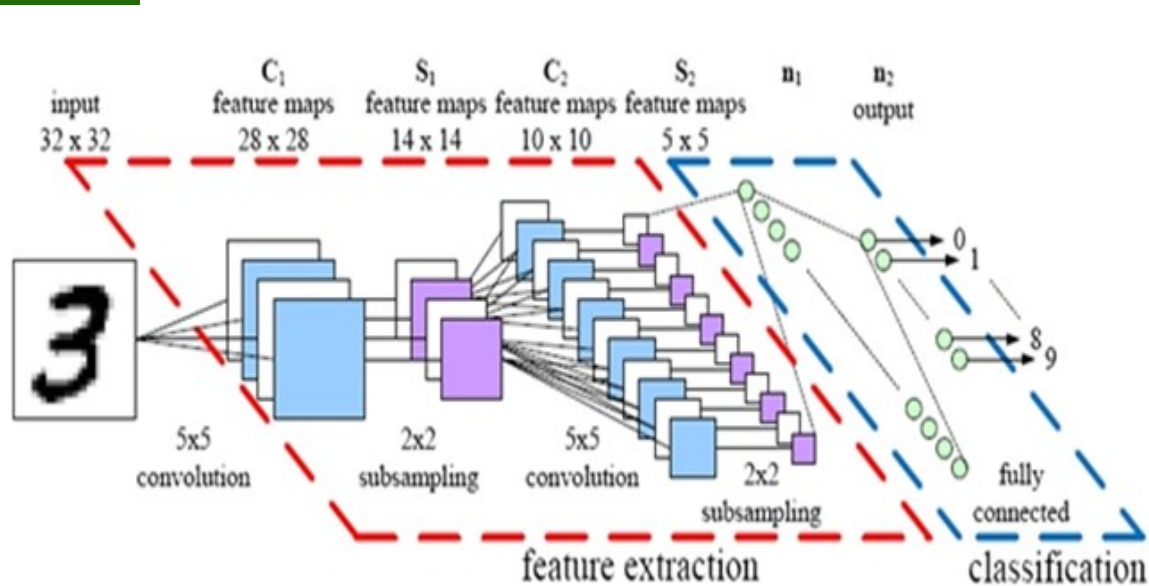 input
32 x 32
C₁
feature maps
28 x 28
S₁
feature maps
14 x 14
C₂
feature maps
10 x 10
S₂
feature maps
5 x 5
n₁
n₂
output
3
0
1
8
9
5x5
convolution
2x2
subsampling
5x5
convolution
2x2
subsampling
fully
connected
feature extraction
classification